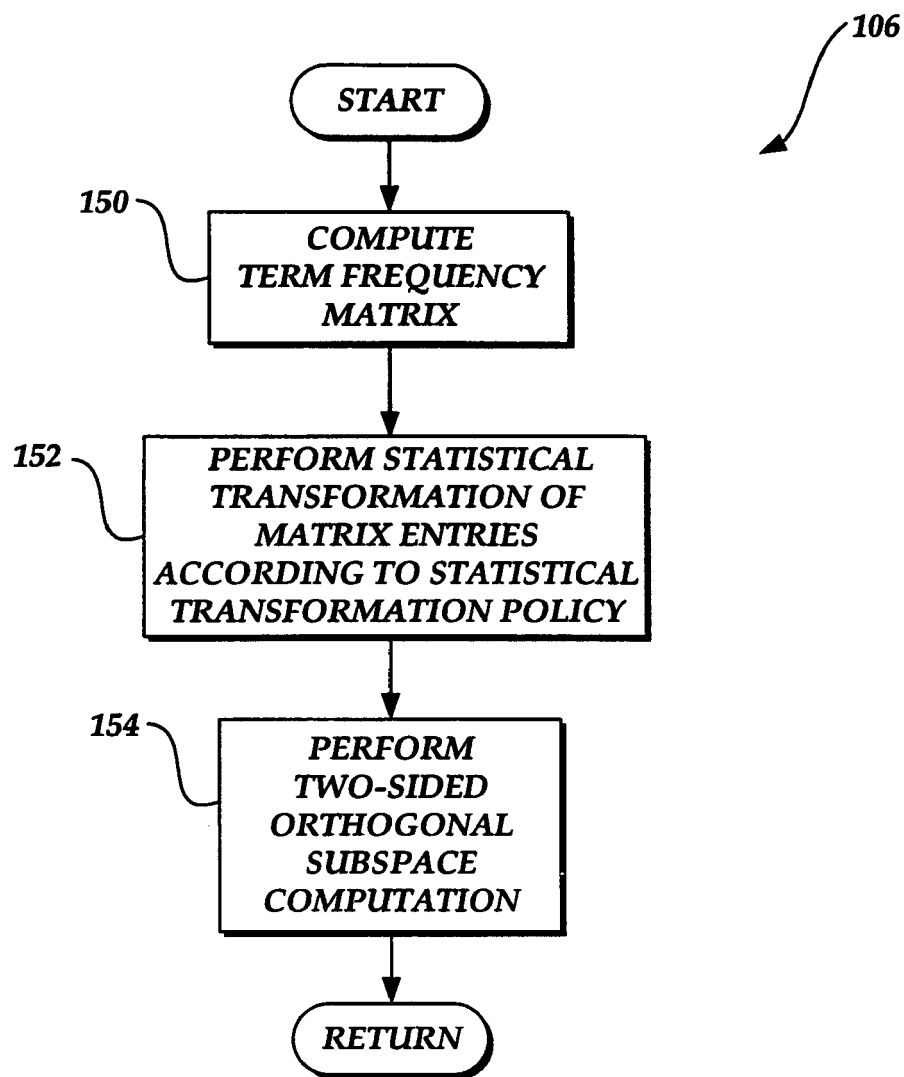 106
START
150
COMPUTE
TERM FREQUENCY
MATRIX
152
PERFORM STATISTICAL
TRANSFORMATION OF
MATRIX ENTRIES
ACCORDING TO STATISTICAL
TRANSFORMATION POLICY
154
PERFORM
TWO-SIDED
ORTHOGONAL
SUBSPACE
COMPUTATION
RETURN